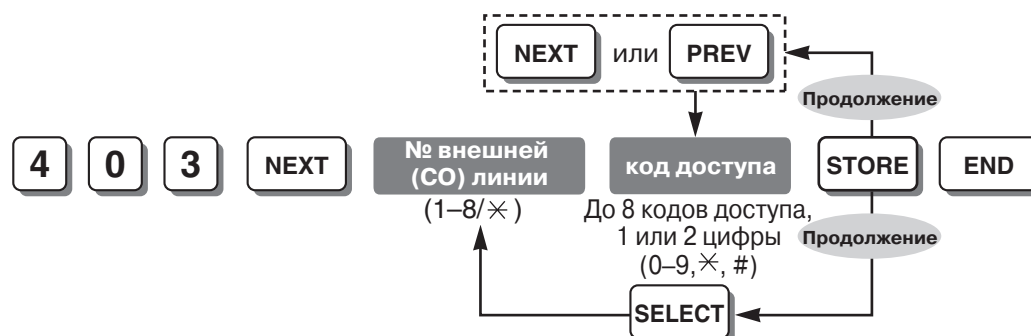 NEXT или PREV
Продолжение
4 0 3 NEXT № внешней (CO) линии код доступа STORE END
(1–8/✳)
До 8 кодов доступа,
1 или 2 цифры
(0–9,✳, #)
Продолжение
SELECT